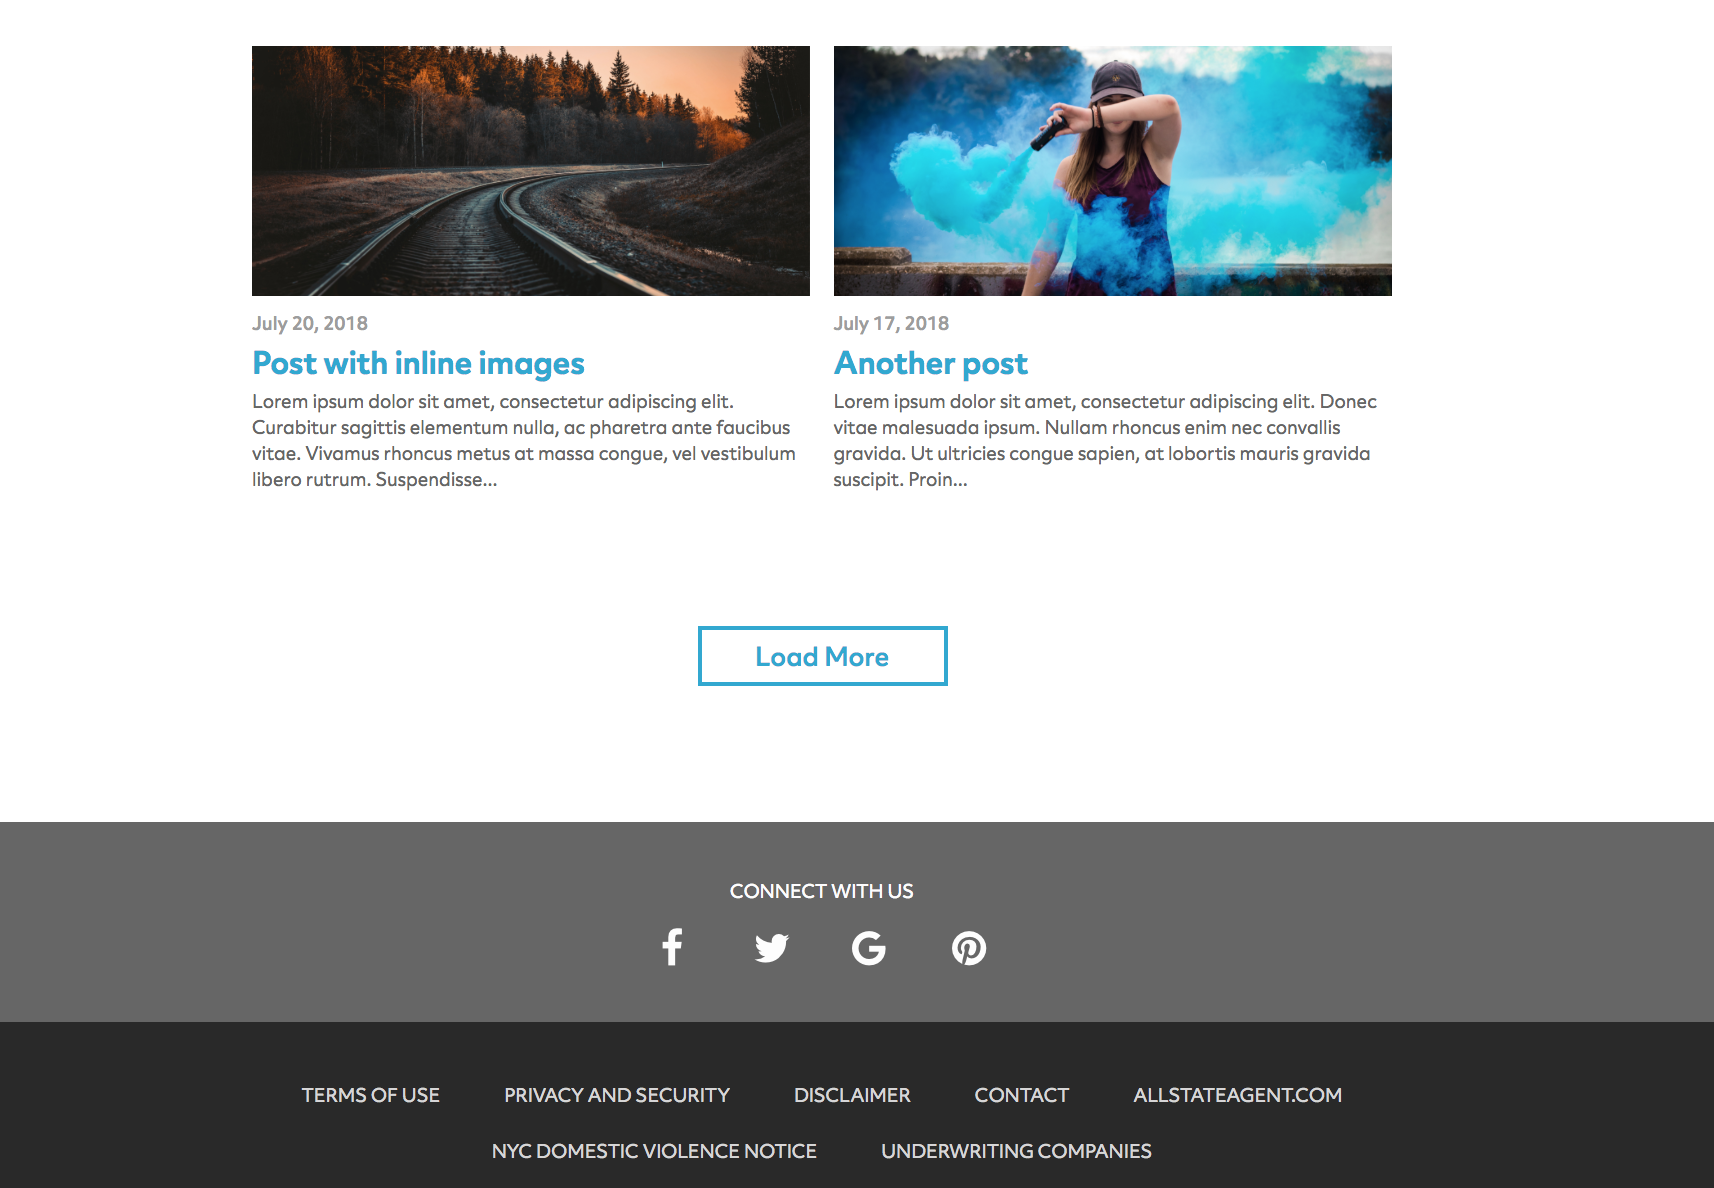 July 20, 2018
Post with inline images
Lorem ipsum dolor sit amet, consectetur adipiscing elit.
Curabitur sagittis elementum nulla, ac pharetra ante faucibus
vitae. Vivamus rhoncus metus at massa congue, vel vestibulum
libero rutrum. Suspendisse...
July 17, 2018
Another post
Lorem ipsum dolor sit amet, consectetur adipiscing elit. Donec
vitae malesuada ipsum. Nullam rhoncus enim nec convallis
gravida. Ut ultricies congue sapien, at lobortis mauris gravida
suscipit. Proin...
Load More
CONNECT WITH US
TERMS OF USE PRIVACY AND SECURITY DISCLAIMER CONTACT ALLSTATEAGENT.COM
NYC DOMESTIC VIOLENCE NOTICE UNDERWRITING COMPANIES